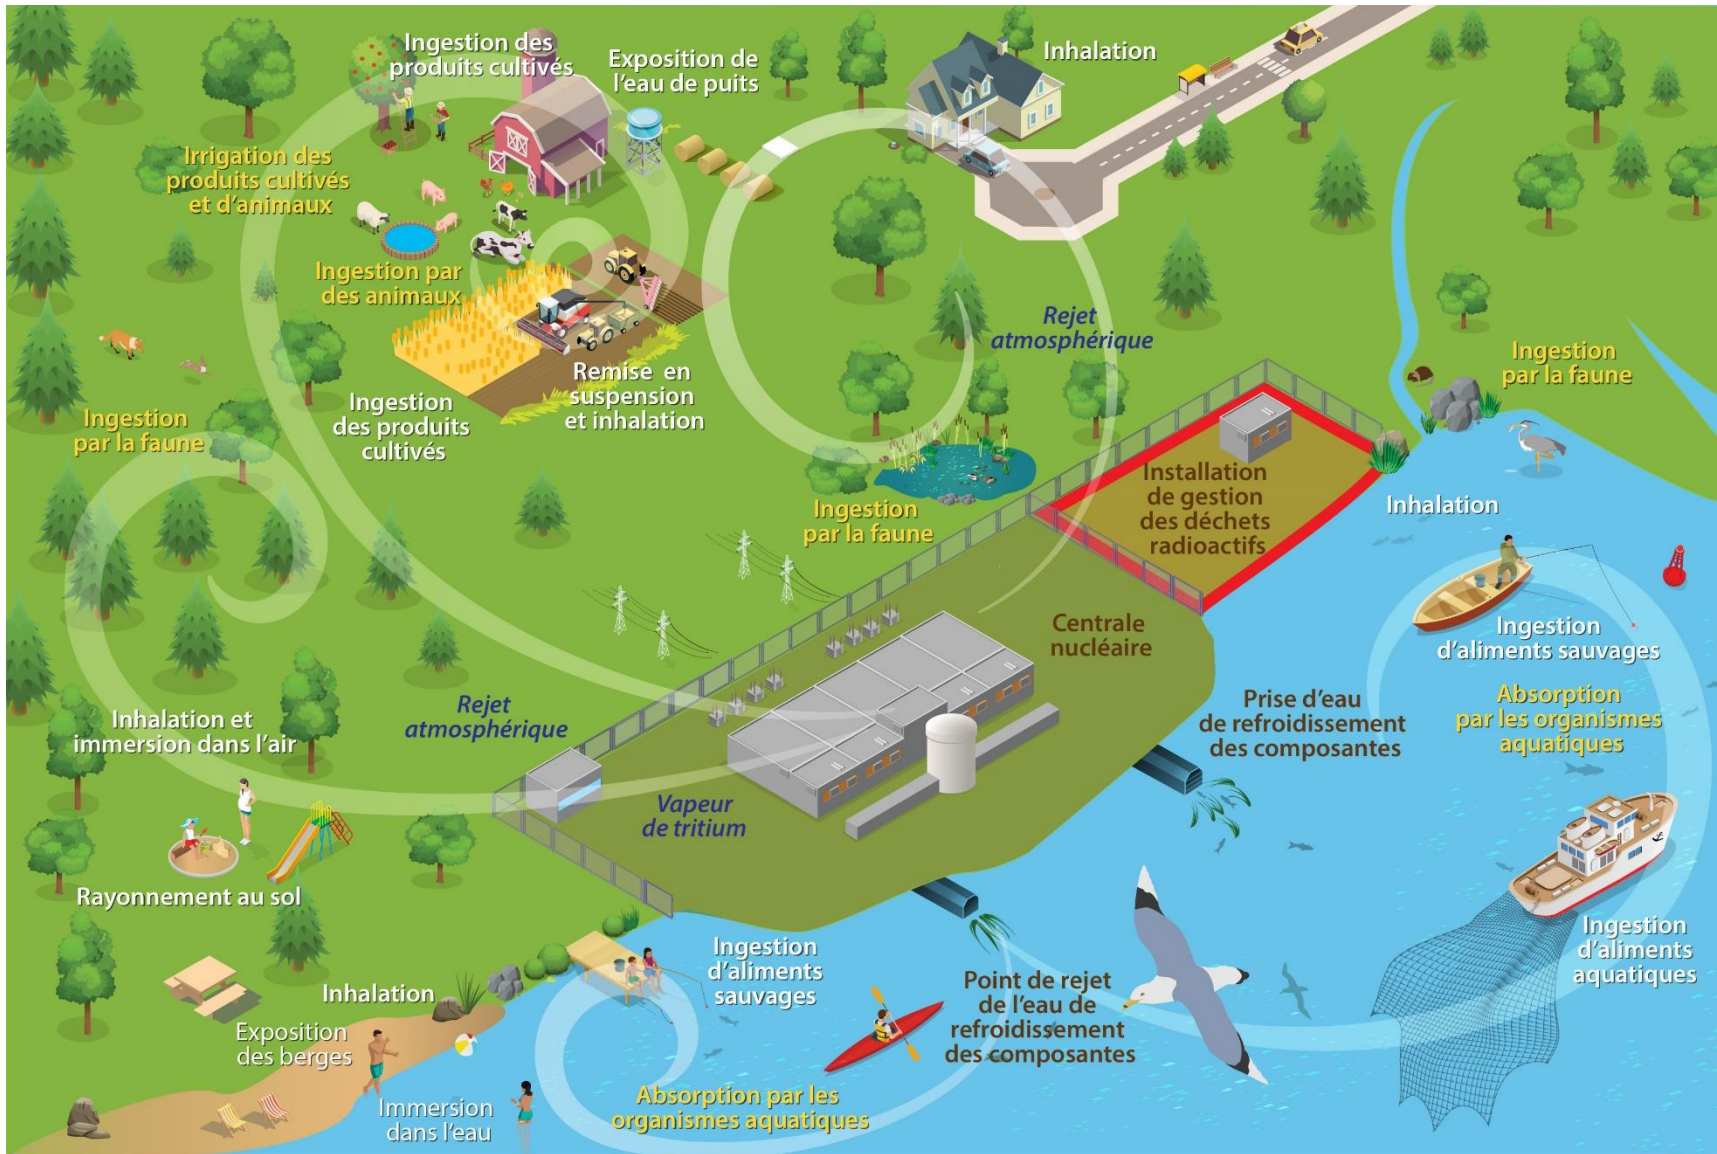 Ingestion des
produits cultivés
Exposition de
l'eau de puits
Inhalation
Irrigation des
produits cultivés
et d'animaux
Ingestion par
des animaux
Rejet
atmosphérique
Ingestion
par la faune
Remise en
suspension
et inhalation
Ingestion
des produits
cultivés
Ingestion
par la faune
Installation
de gestion
des déchets
radioactifs
Ingestion
par la faune
Inhalation
Centrale
nucléaire
Ingestion
d'aliments sauvages
Rejet
atmosphérique
Inhalation et
immersion dans l'air
Prise d'eau
de refroidissement
des composantes
Absorption
par les organismes
aquatiques
Vapeur
de tritium
Rayonnement au sol
Ingestion
d'aliments
aquatiques
Ingestion
d'aliments
sauvages
Inhalation
Point de rejet
de l'eau de
refroidissement
des composantes
Exposition
des berges
Absorption par les
organismes aquatiques
Immersion
dans l'eau